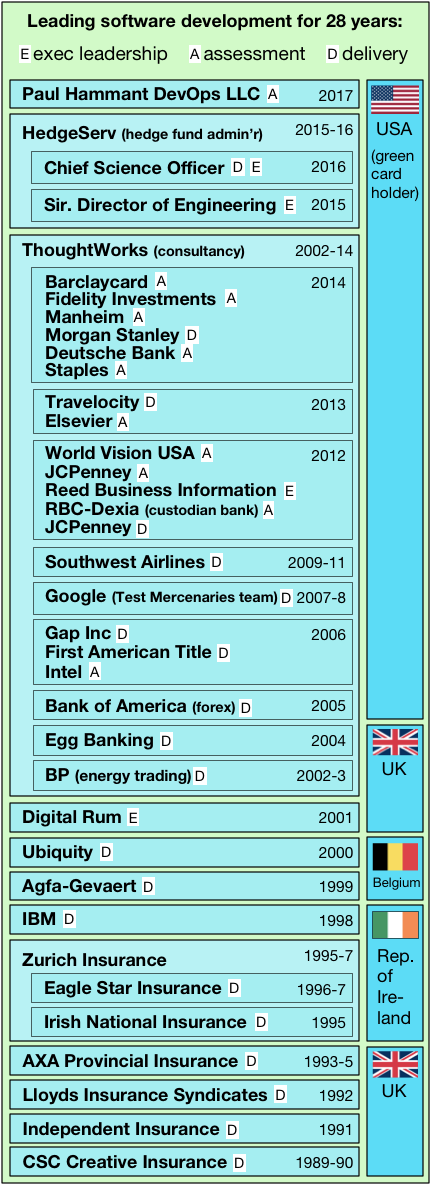 Leading software development for 28 years:
E exec leadership A assessment D delivery
Paul Hammant DevOps LLC A 2017
USA
(green
card
holder)
HedgeServ (hedge fund admin'r) 2015-16
Chief Science Officer D E 2016
Sir. Director of Engineering E 2015
ThoughtWorks (consultancy) 2002-14
Barclaycard A 2014
Fidelity Investments A
Manheim A
Morgan Stanley D
Deutsche Bank A
Staples A
Travelocity D 2013
Elsevier A
World Vision USA A 2012
JCPenney A
Reed Business Information E
RBC-Dexia (custodian bank) A
JCPenney D
Southwest Airlines D 2009-11
Google (Test Mercenaries team) D 2007-8
Gap Inc D 2006
First American Title D
Intel A
Bank of America (forex) D 2005
Egg Banking D 2004
UK
BP (energy trading) D 2002-3
Digital Rum E 2001
Ubiquity D 2000
Belgium
Agfa-Gevaert D 1999
IBM D 1998
Rep.
of
Ire-
land
Zurich Insurance 1995-7
Eagle Star Insurance D 1996-7
Irish National Insurance D 1995
AXA Provincial Insurance D 1993-5
UK
Lloyds Insurance Syndicates D 1992
Independent Insurance D 1991
CSC Creative Insurance D 1989-90